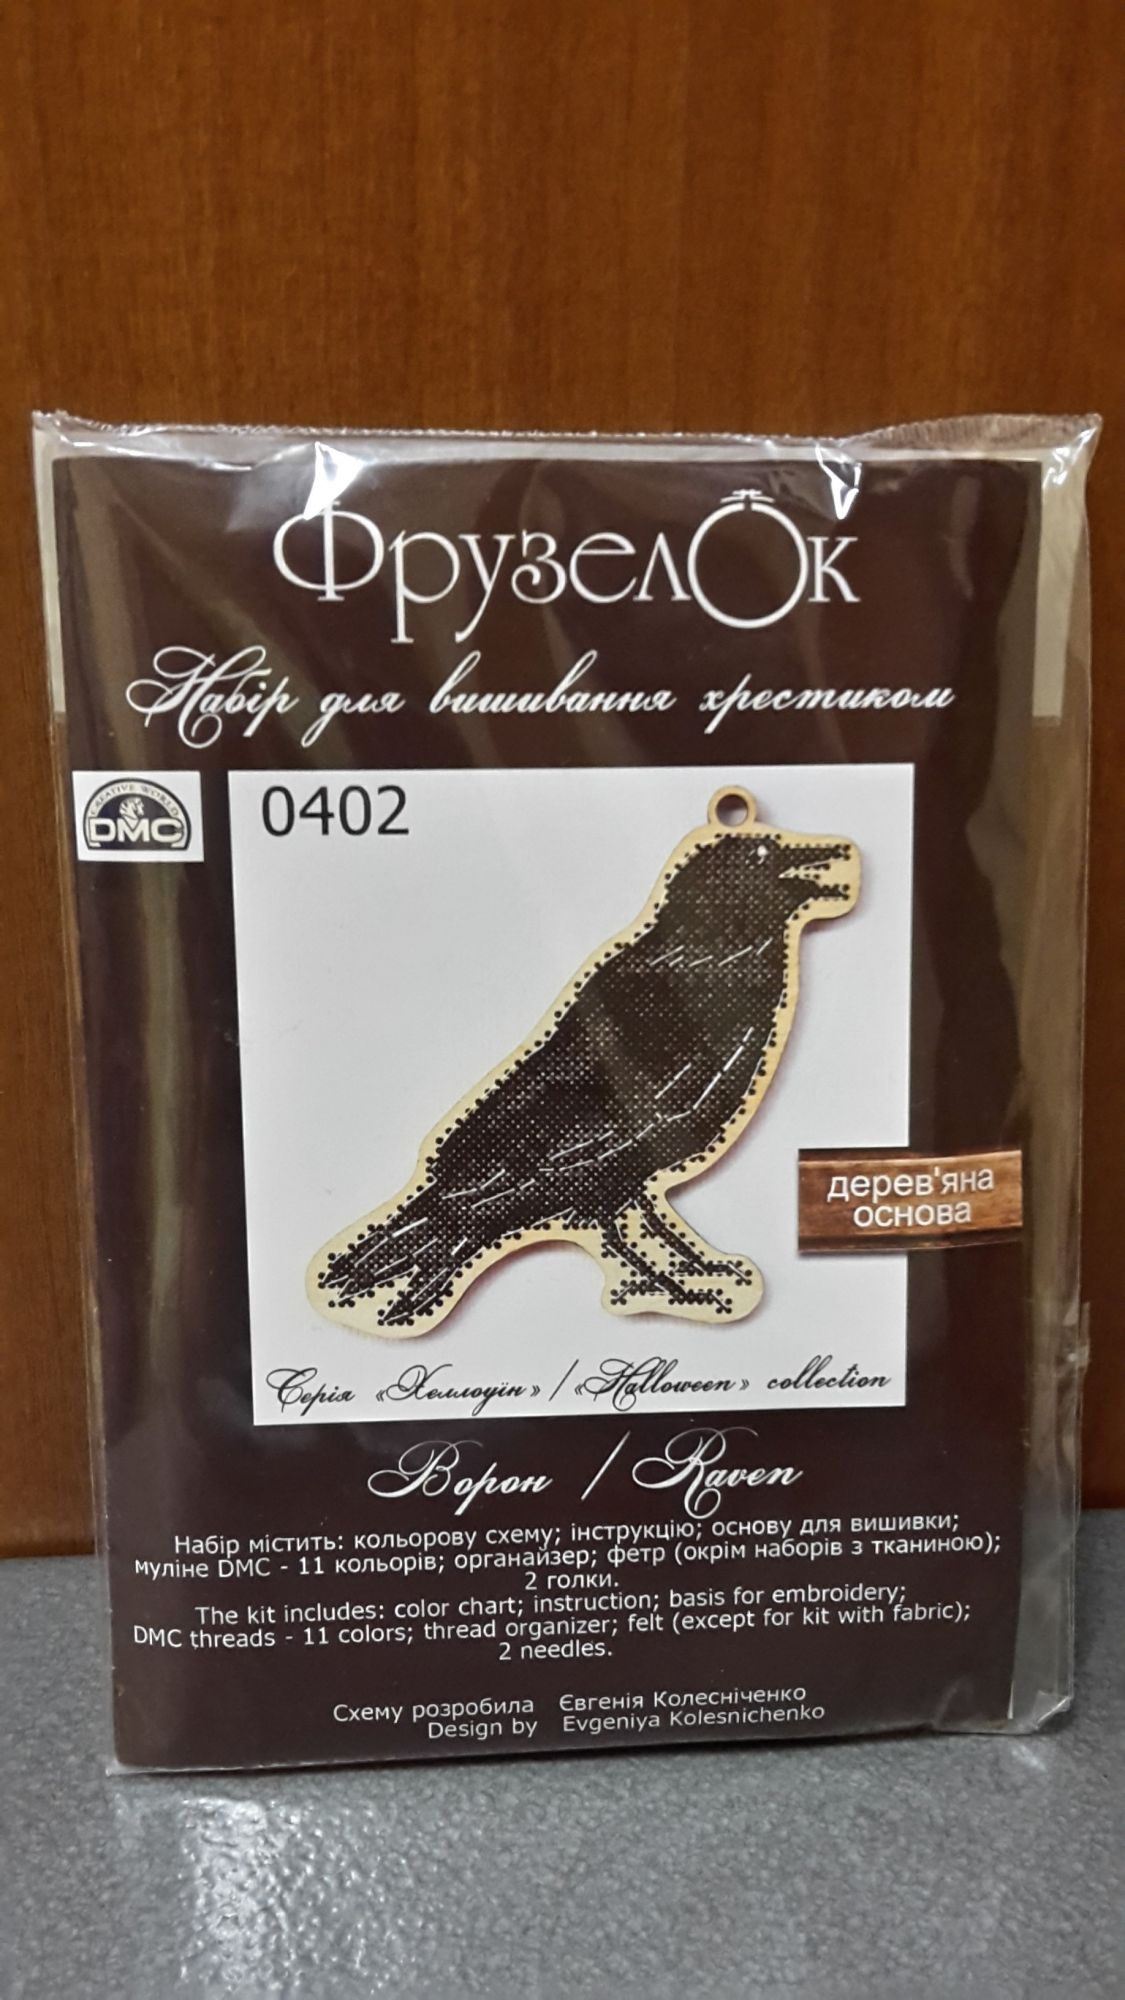 ФрузелОк
Набір для вишивання хрестиком
CREATIVE WORLD
DMC
0402
дерев'яна
основа
Серія «Хеллоуїн» / «Halloween» collection
Ворон / Raven
Набір містить: кольорову схему; інструкцію; основу для вишивки;
муліне DMC - 11 кольорів; органайзер; фетр (окрім наборів з тканиною);
2 голки.
The kit includes: color chart; instruction; basis for embroidery;
DMC threads - 11 colors; thread organizer; felt (except for kit with fabric);
2 needles.
Схему розробила Євгенія Колесніченко
Design by Evgeniya Kolesnichenko